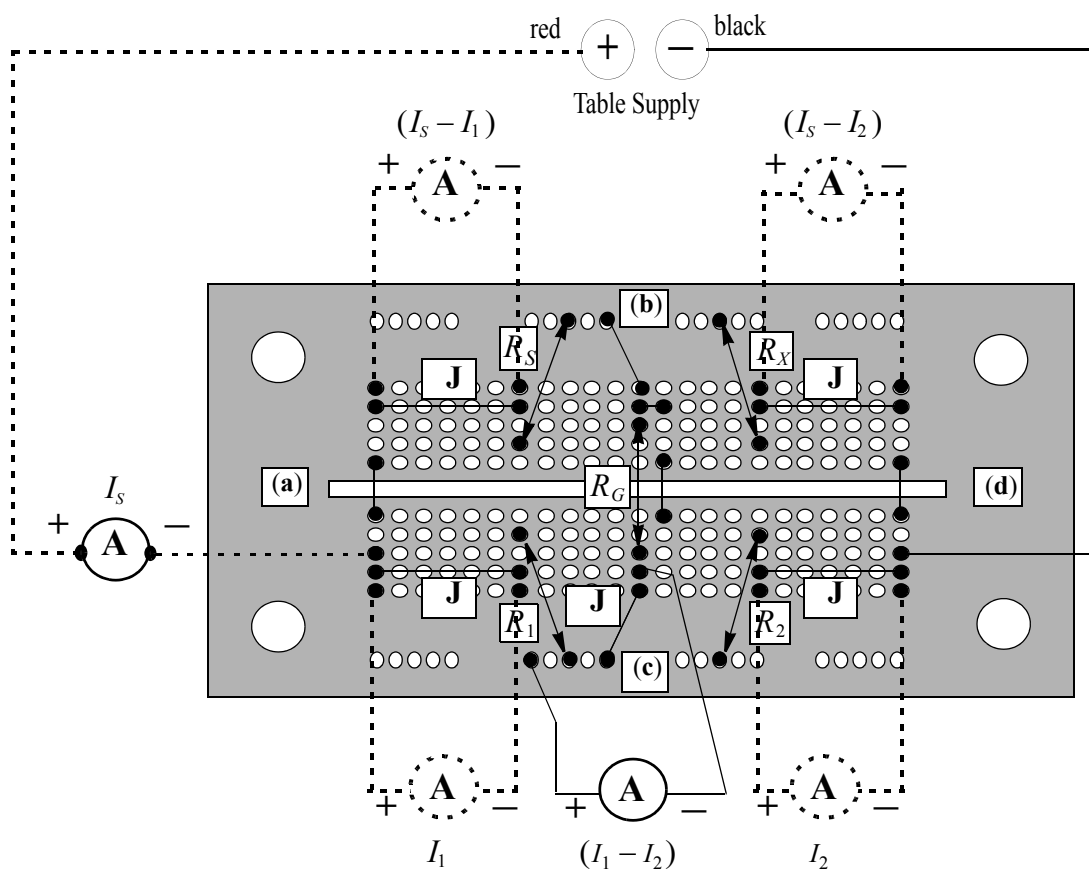 red + − black
Table Supply
(I_S − I_1) (I_S − I_2)
+ A − + A −
(b)
R_S R_X
J J
(a) R_G (d)
I_S
+ A −
J J J
R_1 R_2
(c)
+ A − + A − + A −
I_1 (I_1 − I_2) I_2